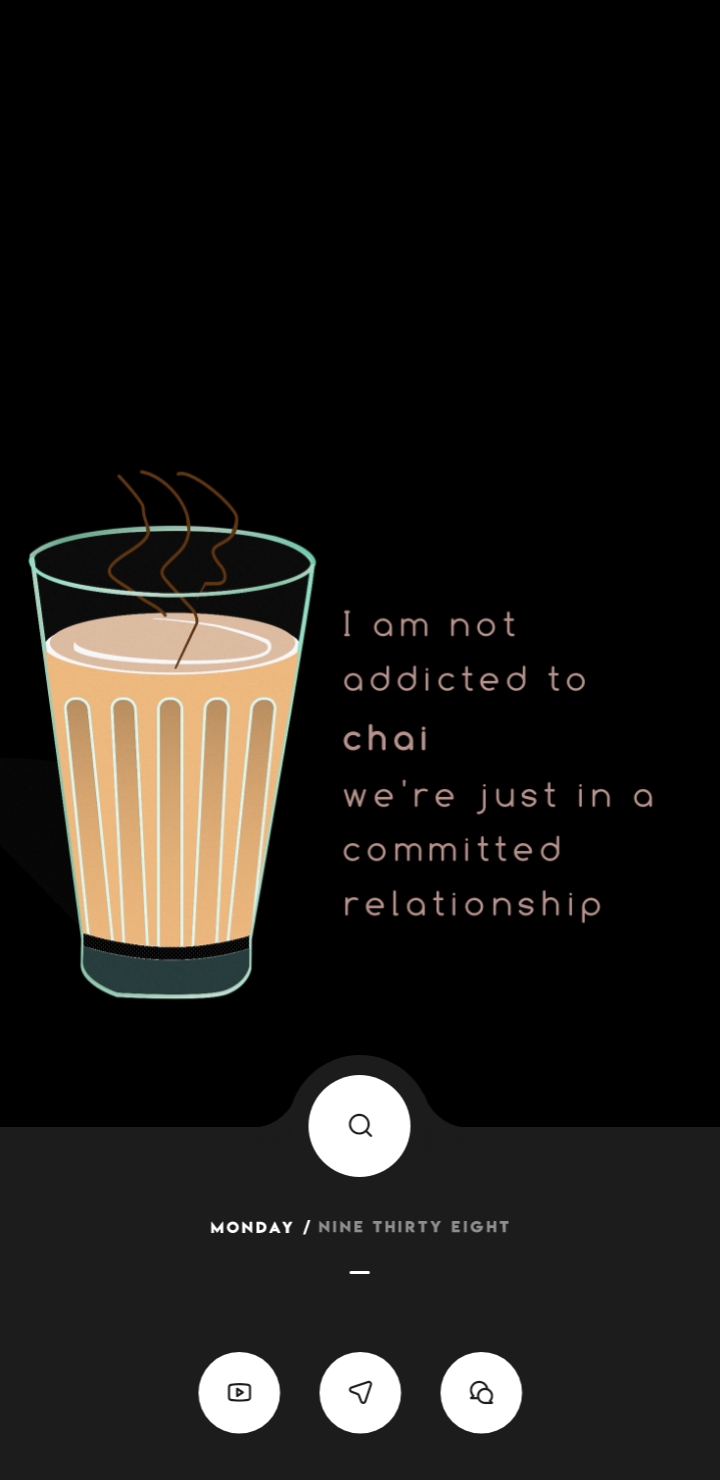 I am not
addicted to
chai
we're just in a
committed
relationship
MONDAY / NINE THIRTY EIGHT